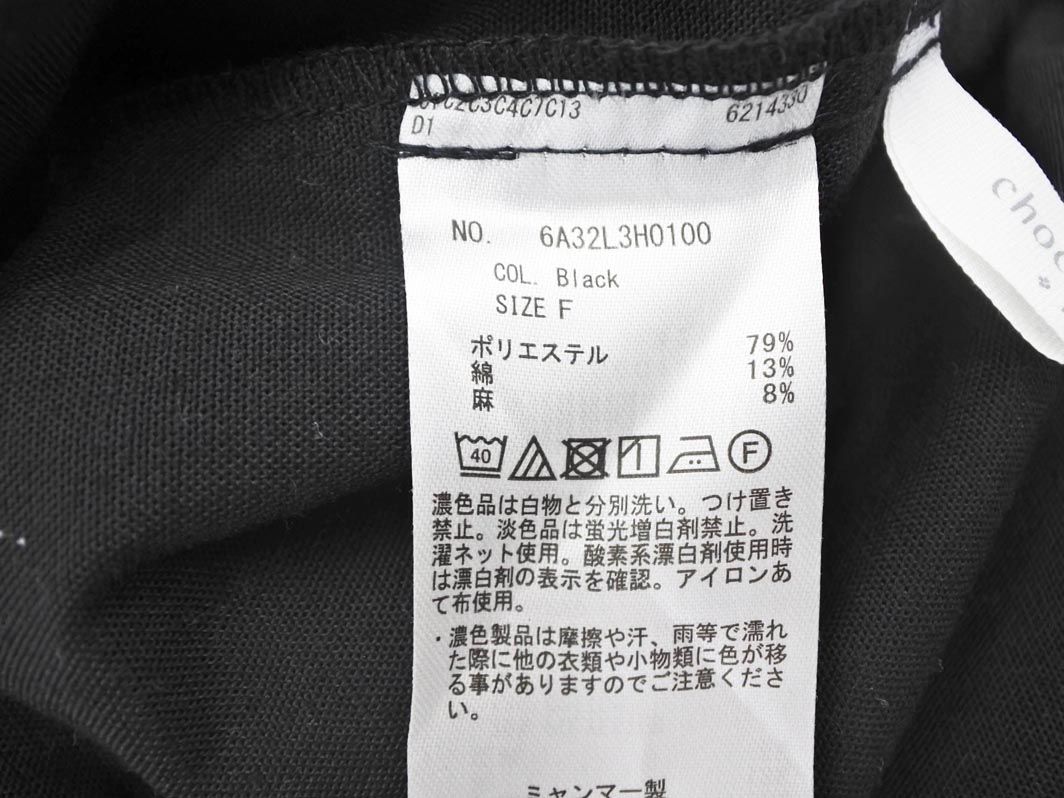 C2C3C4C7C13 6214330
D1
NO. 6A32L3H0100
COL. Black
SIZE F
ポリエステル 79%
綿 13%
麻 8%
40 F
濃色品は白物と分別洗い。つけ置き
禁止。淡色品は蛍光増白剤禁止。洗
濯ネット使用。酸素系漂白剤使用時
は漂白剤の表示を確認。アイロンあ
て布使用。
・濃色製品は摩擦や汗、雨等で濡れ
た際に他の衣類や小物類に色が移
る事がありますのでご注意くださ
い。
ミャンマー製
choc